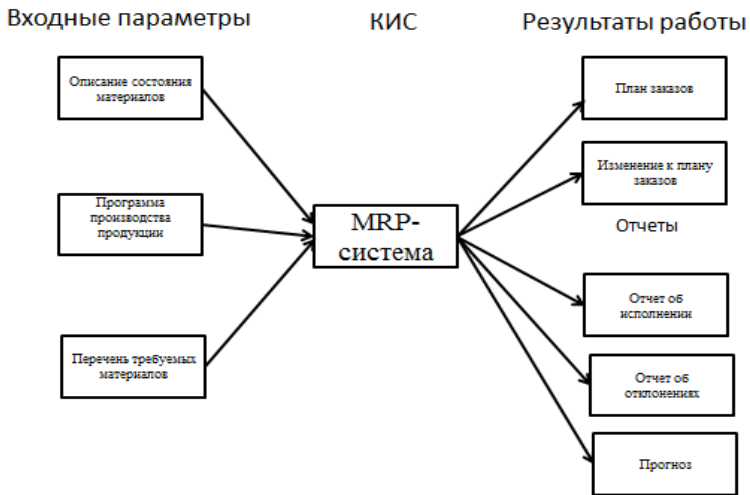 Входные параметры
КИС
Результаты работы
Описание состояния
материалов
Программа
производства
продукции
Перечень требуемых
материалов
MRP-
система
План заказов
Изменение к плану
заказов
Отчеты
Отчет об
исполнении
Отчет об
отклонениях
Прогноз